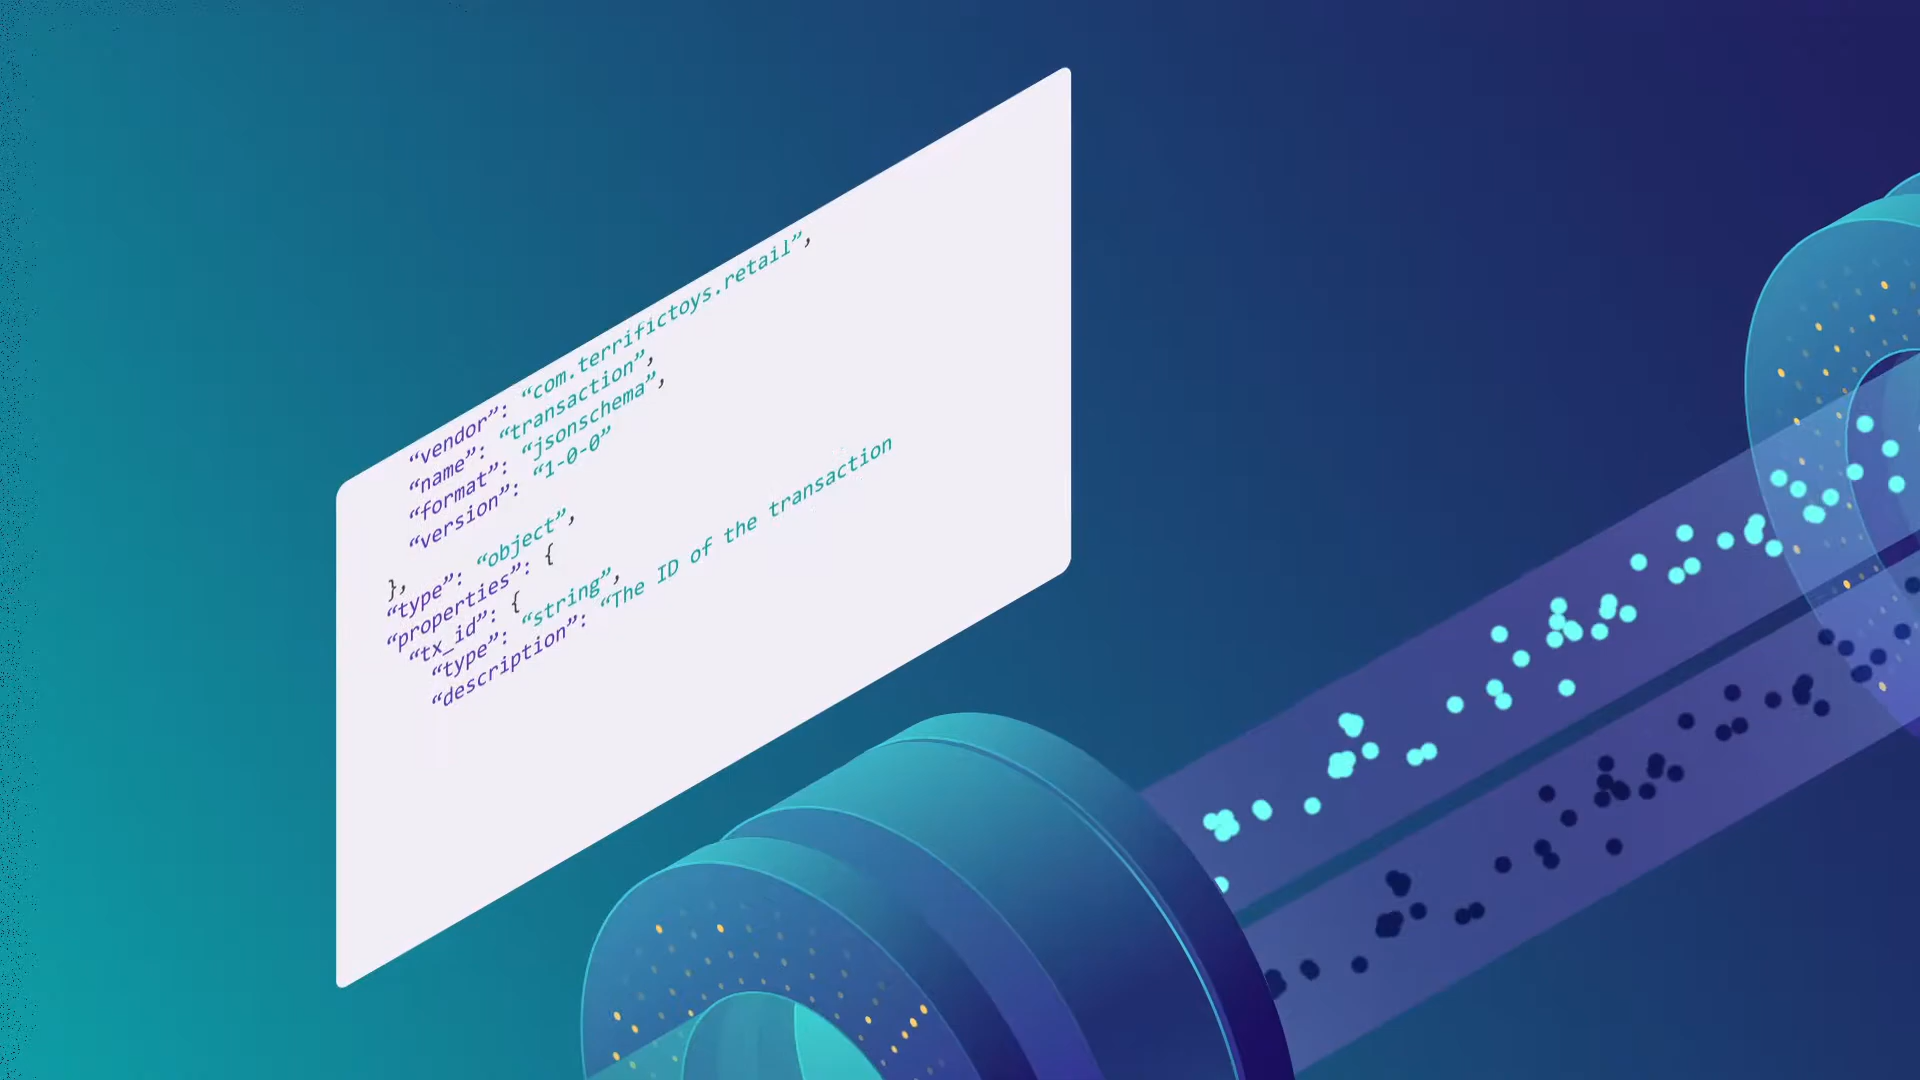 “vendor”: “com.terrifictoys.retail”,
“name”: “transaction”,
“format”: “jsonschema”,
“version”: “1-0-0”
},
“type”: “object”,
“properties”: {
“tx_id”: {
“type”: “string”,
“description”: “The ID of the transaction